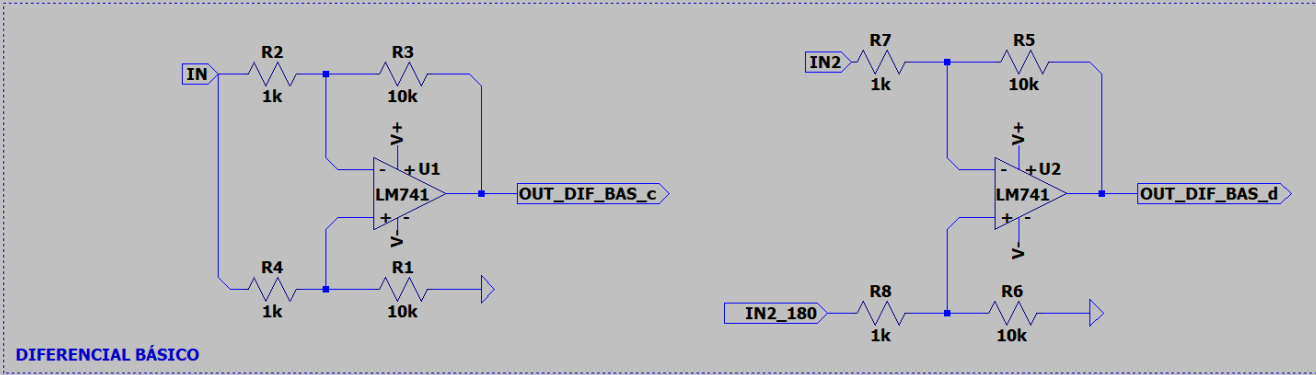 IN
R2
1k
R3
10k
V+
- +
U1
LM741
+ -
V-
OUT_DIF_BAS_c
R4
1k
R1
10k
IN2
R7
1k
R5
10k
V+
- +
U2
LM741
+ -
V-
OUT_DIF_BAS_d
IN2_180
R8
1k
R6
10k
DIFERENCIAL BÁSICO